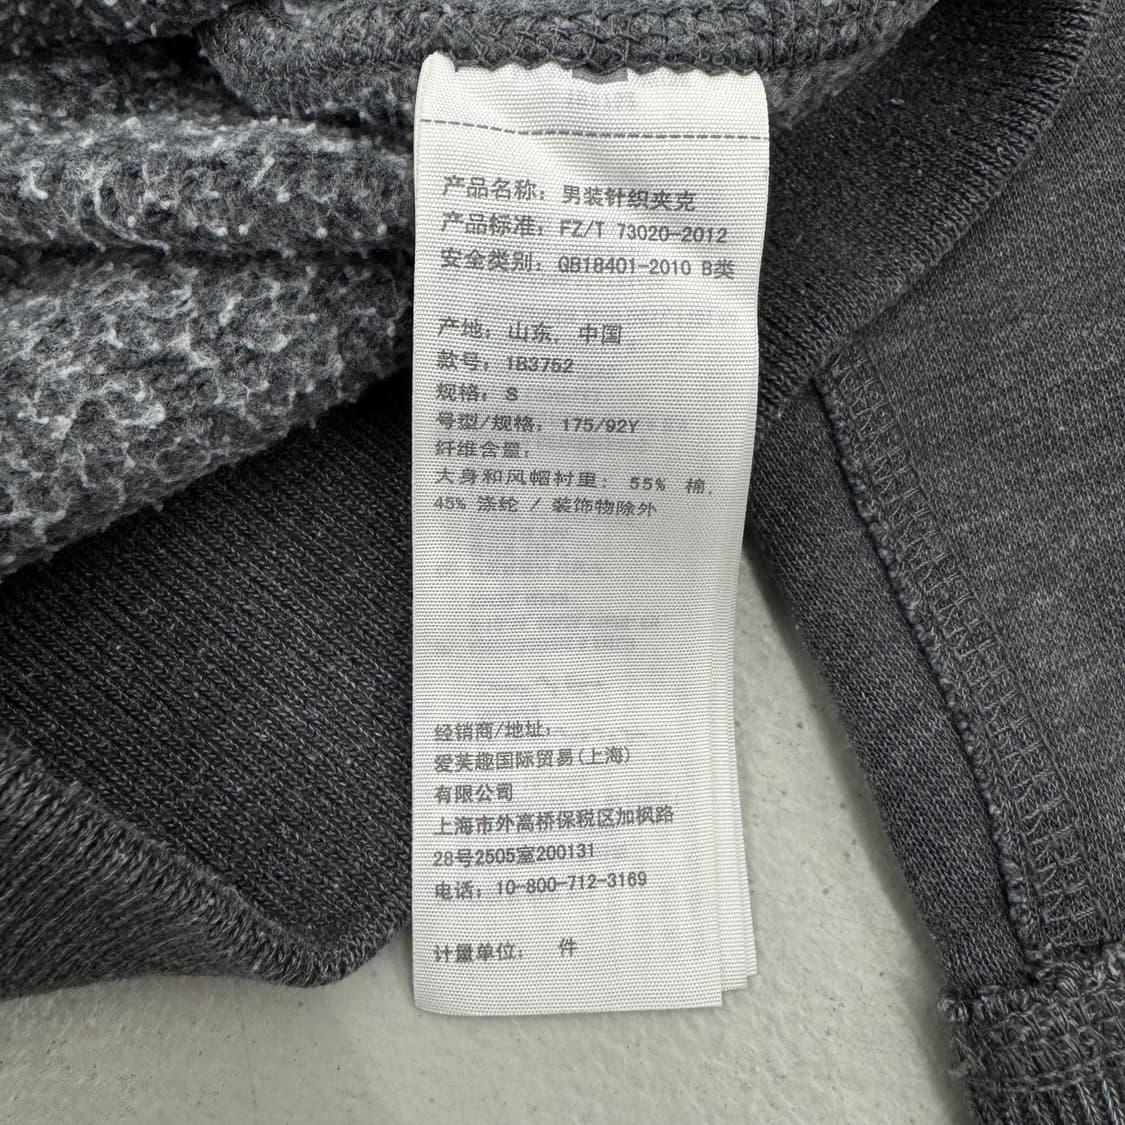 产品名称：男装针织夹克
产品标准：FZ/T 73020-2012
安全类别：GB18401-2010 B类
产地：山东，中国
款号：1B3752
规格：S
号型/规格：175/92Y
纤维含量：
大身和风帽衬里：55% 棉，
45% 涤纶 / 装饰物除外
经销商/地址：
爱芙趣国际贸易(上海)
有限公司
上海市外高桥保税区加枫路
28号2505室200131
电话：10-800-712-3169
计量单位： 件